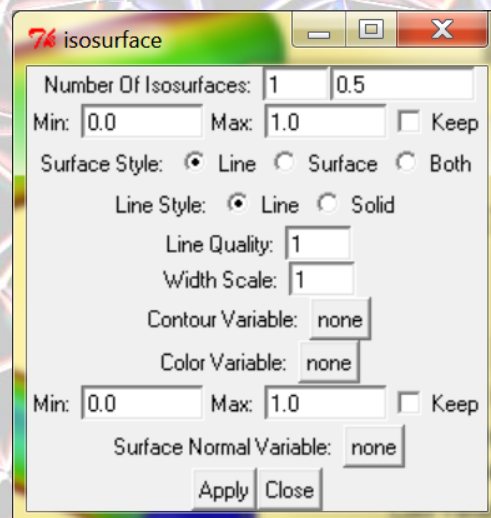 isosurface
Number Of Isosurfaces: 1 0.5
Min: 0.0 Max: 1.0 Keep
Surface Style: Line Surface Both
Line Style: Line Solid
Line Quality: 1
Width Scale: 1
Contour Variable: none
Color Variable: none
Min: 0.0 Max: 1.0 Keep
Surface Normal Variable: none
Apply Close